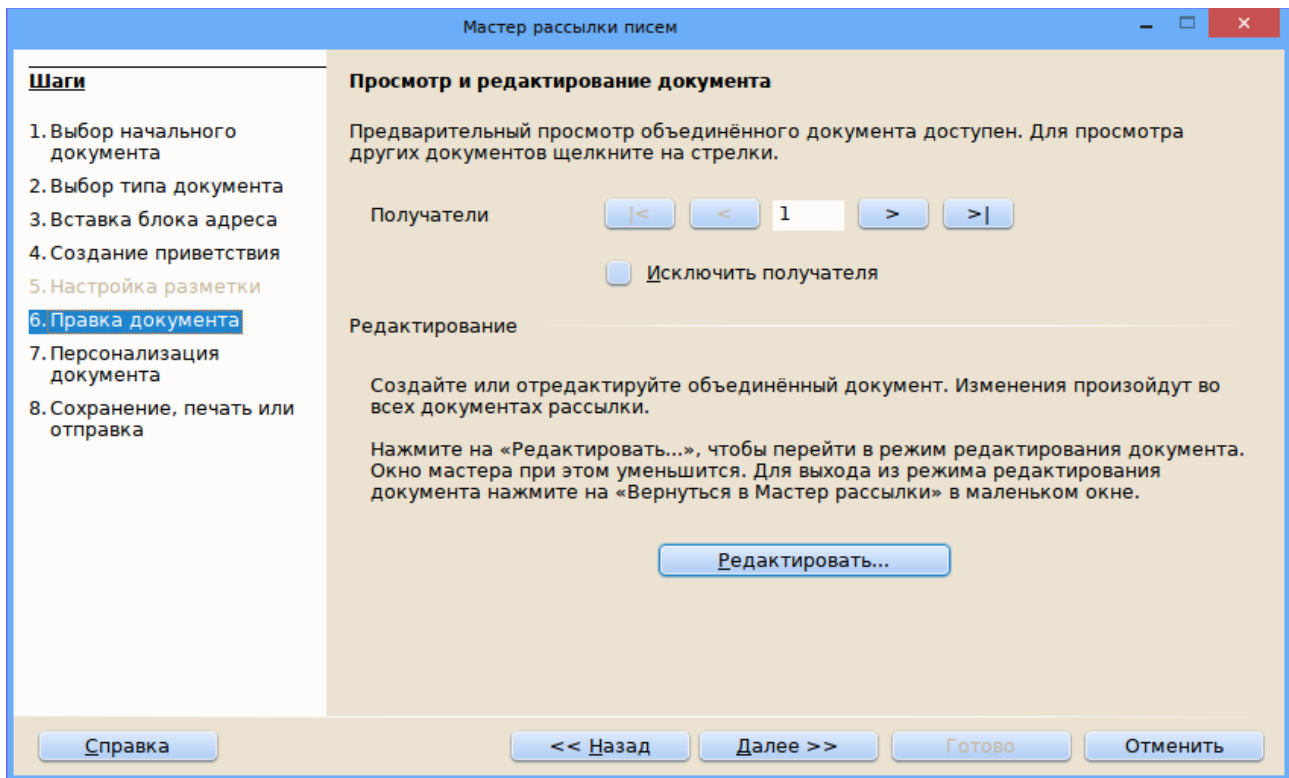 Мастер рассылки писем
Шаги
1. Выбор начального
документа
2. Выбор типа документа
3. Вставка блока адреса
4. Создание приветствия
5. Настройка разметки
6. Правка документа
7. Персонализация
документа
8. Сохранение, печать или
отправка
Просмотр и редактирование документа
Предварительный просмотр объединённого документа доступен. Для просмотра
других документов щелкните на стрелки.
Получатели |< < 1 > >|
Исключить получателя
Редактирование
Создайте или отредактируйте объединённый документ. Изменения произойдут во
всех документах рассылки.
Нажмите на «Редактировать...», чтобы перейти в режим редактирования документа.
Окно мастера при этом уменьшится. Для выхода из режима редактирования
документа нажмите на «Вернуться в Мастер рассылки» в маленьком окне.
Редактировать...
Справка << Назад Далее >> Готово Отменить